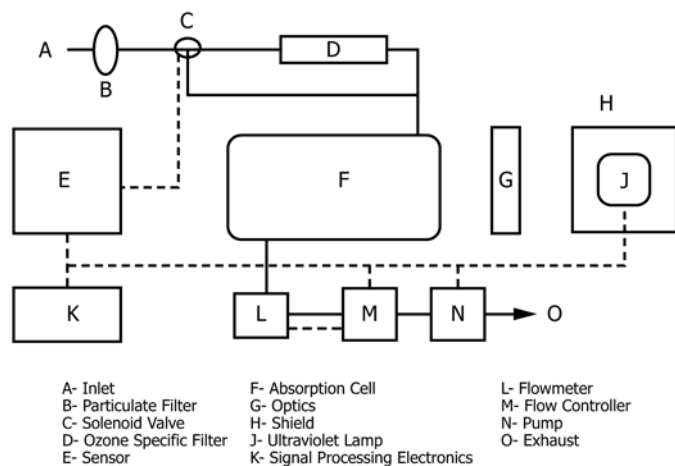 C
A
D
B
H
E
F
G
J
K
L
M
N
O
A- Inlet
B- Particulate Filter
C- Solenoid Valve
D- Ozone Specific Filter
E- Sensor
F- Absorption Cell
G- Optics
H- Shield
J- Ultraviolet Lamp
K- Signal Processing Electronics
L- Flowmeter
M- Flow Controller
N- Pump
O- Exhaust